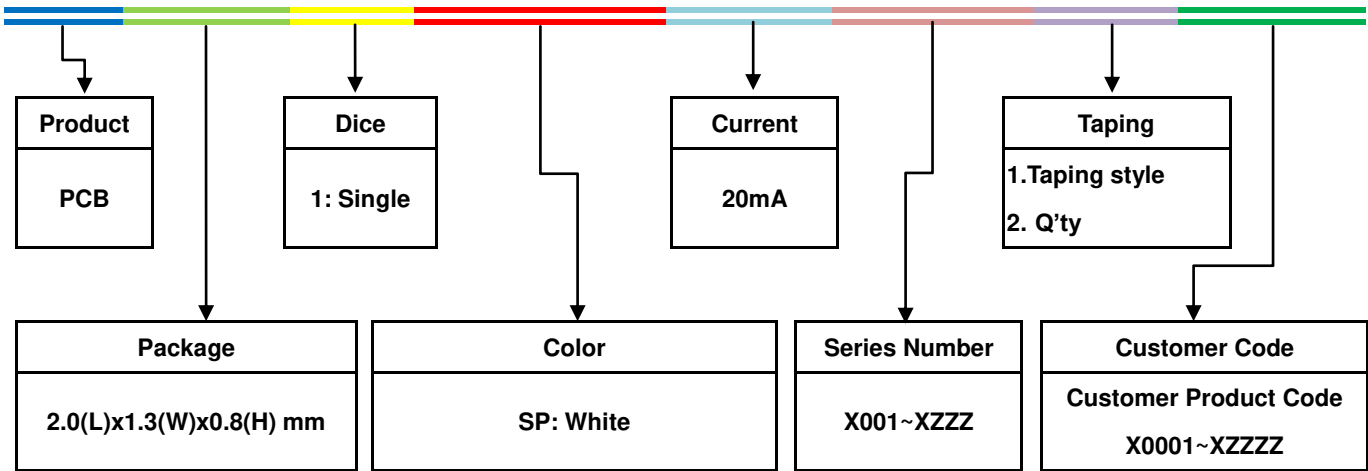 Product
PCB
Dice
1: Single
Current
20mA
Taping
1.Taping style
2. Q'ty
Package
2.0(L)x1.3(W)x0.8(H) mm
Color
SP: White
Series Number
X001~XZZZ
Customer Code
Customer Product Code
X0001~XZZZZ